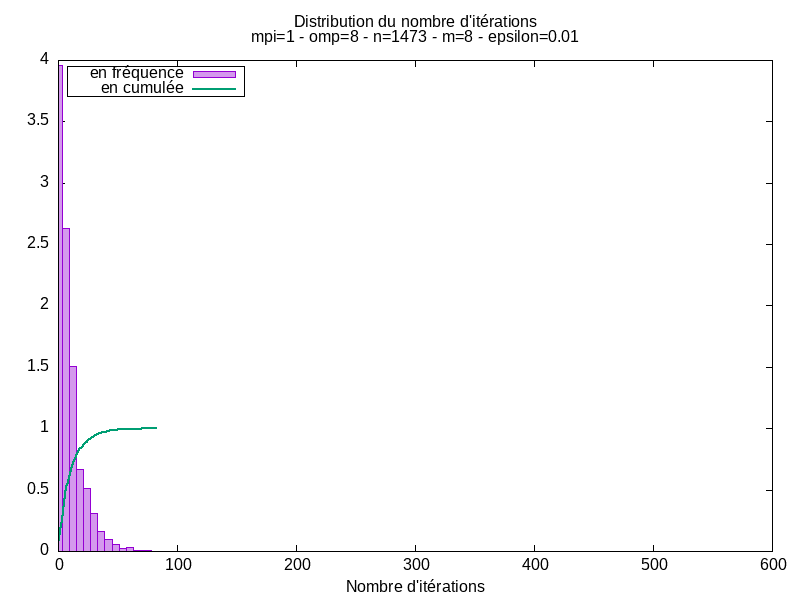 Distribution du nombre d'itérations
mpi=1 - omp=8 - n=1473 - m=8 - epsilon=0.01
en fréquence
en cumulée
4
3.5
3
2.5
2
1.5
1
0.5
0
0 100 200 300 400 500 600
Nombre d'itérations